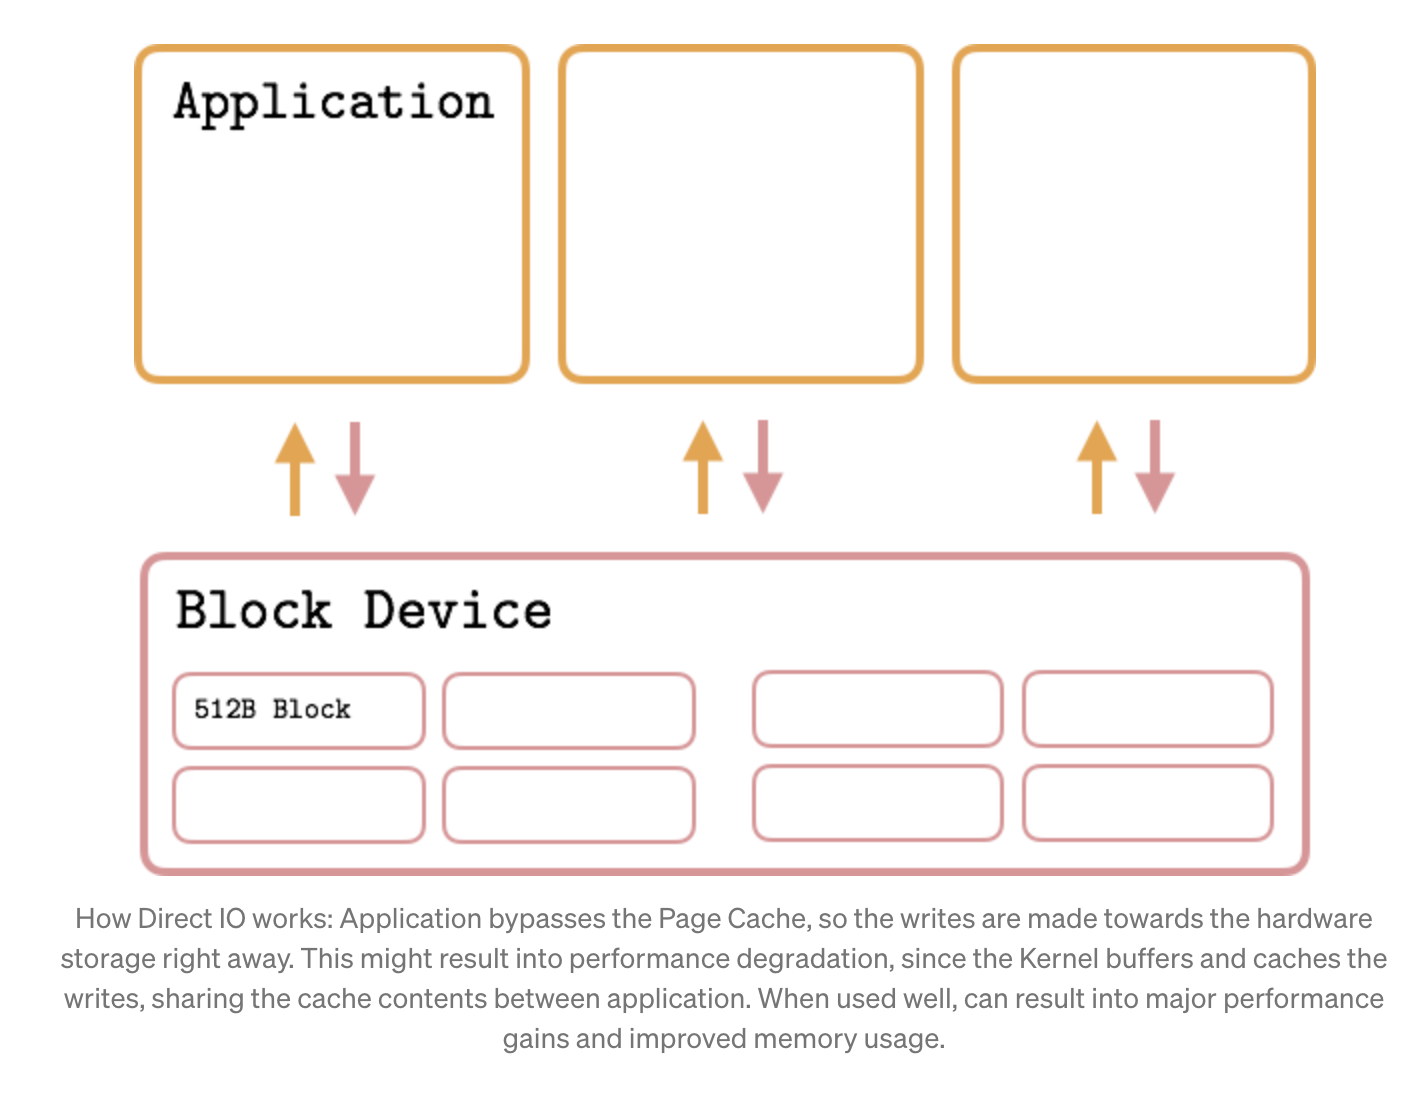 Application
Block Device
512B Block
How Direct IO works: Application bypasses the Page Cache, so the writes are made towards the hardware
storage right away. This might result into performance degradation, since the Kernel buffers and caches the
writes, sharing the cache contents between application. When used well, can result into major performance
gains and improved memory usage.